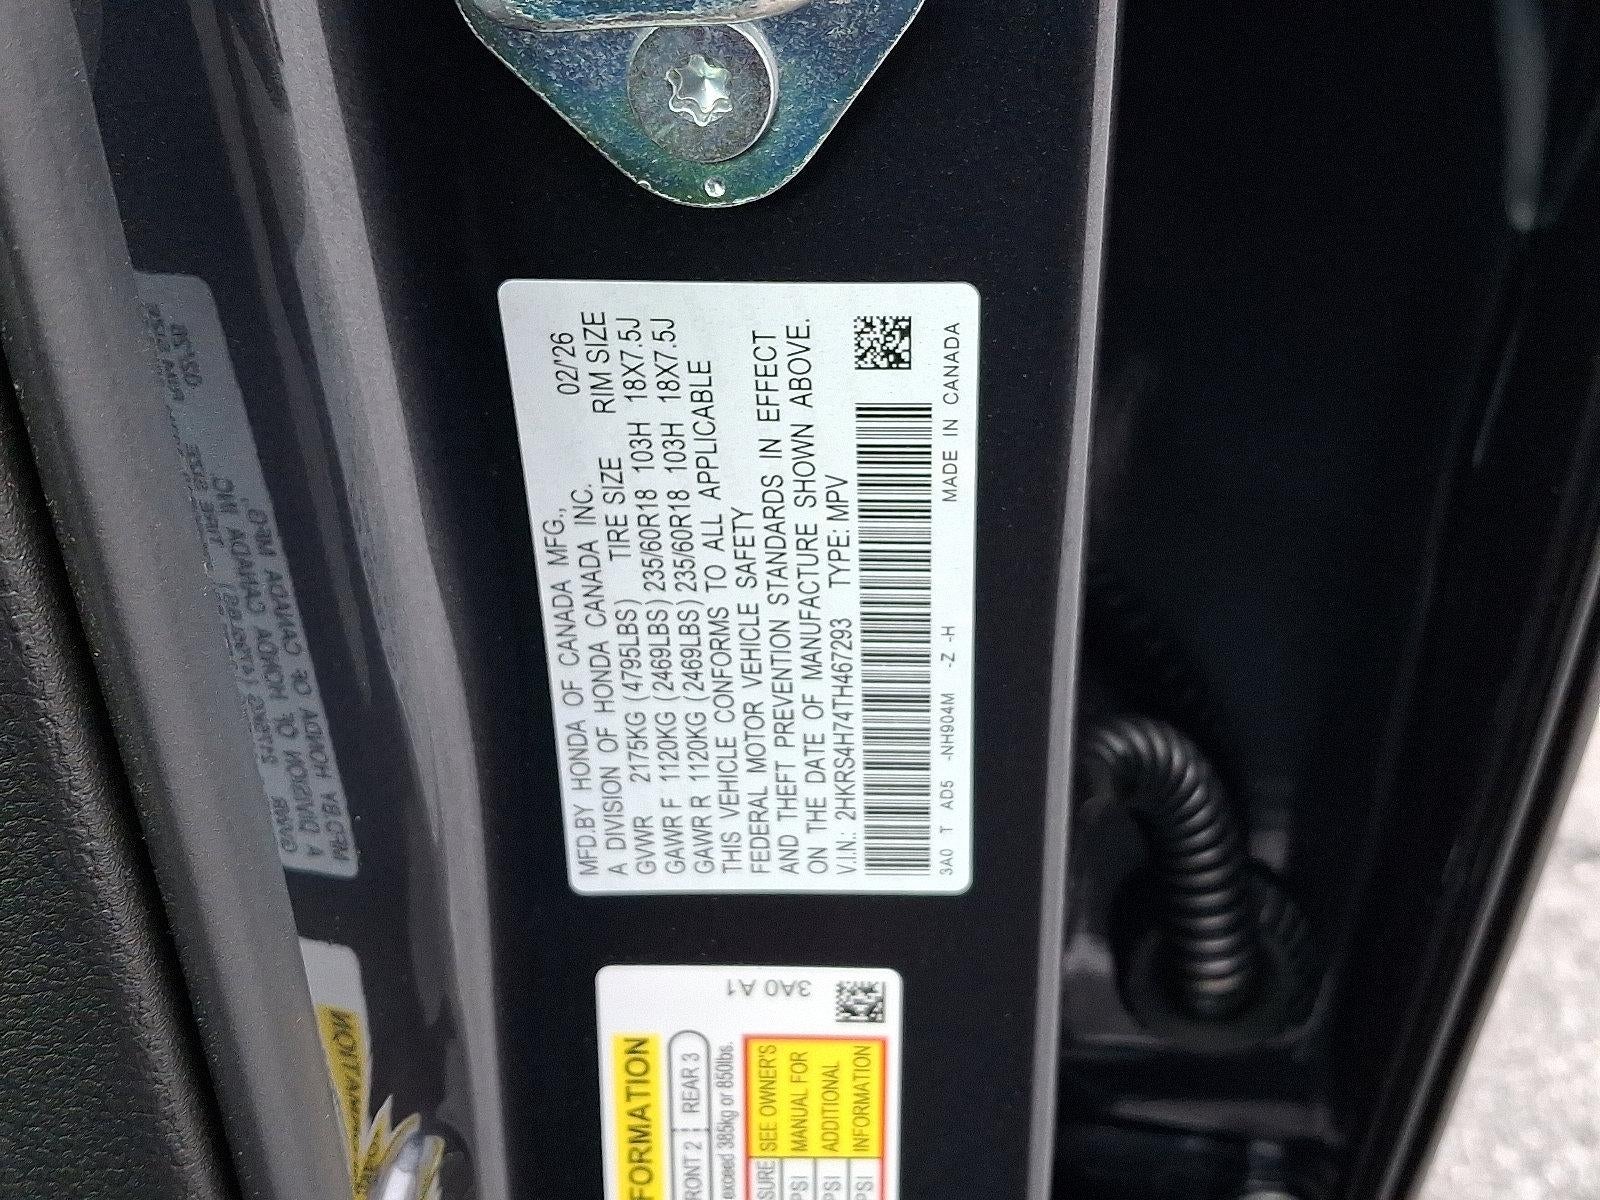 MFD.BY HONDA OF CANADA MFG., 02/'26
A DIVISION OF HONDA CANADA INC.
GVWR 2175KG (4795LBS) TIRE SIZE RIM SIZE
GAWR F 1120KG (2469LBS) 235/60R18 103H 18X7.5J
GAWR R 1120KG (2469LBS) 235/60R18 103H 18X7.5J
THIS VEHICLE CONFORMS TO ALL APPLICABLE
FEDERAL MOTOR VEHICLE SAFETY
AND THEFT PREVENTION STANDARDS IN EFFECT
ON THE DATE OF MANUFACTURE SHOWN ABOVE.
V.I.N.: 2HKRS4H74TH467293 TYPE: MPV
3A0 T AD5 -NH904M -Z -H MADE IN CANADA
3A0 A1
FRONT 2 REAR 3
exceed 385kg or 850lbs.
SEE OWNER'S
PSI MANUAL FOR
PSI ADDITIONAL
PSI INFORMATION